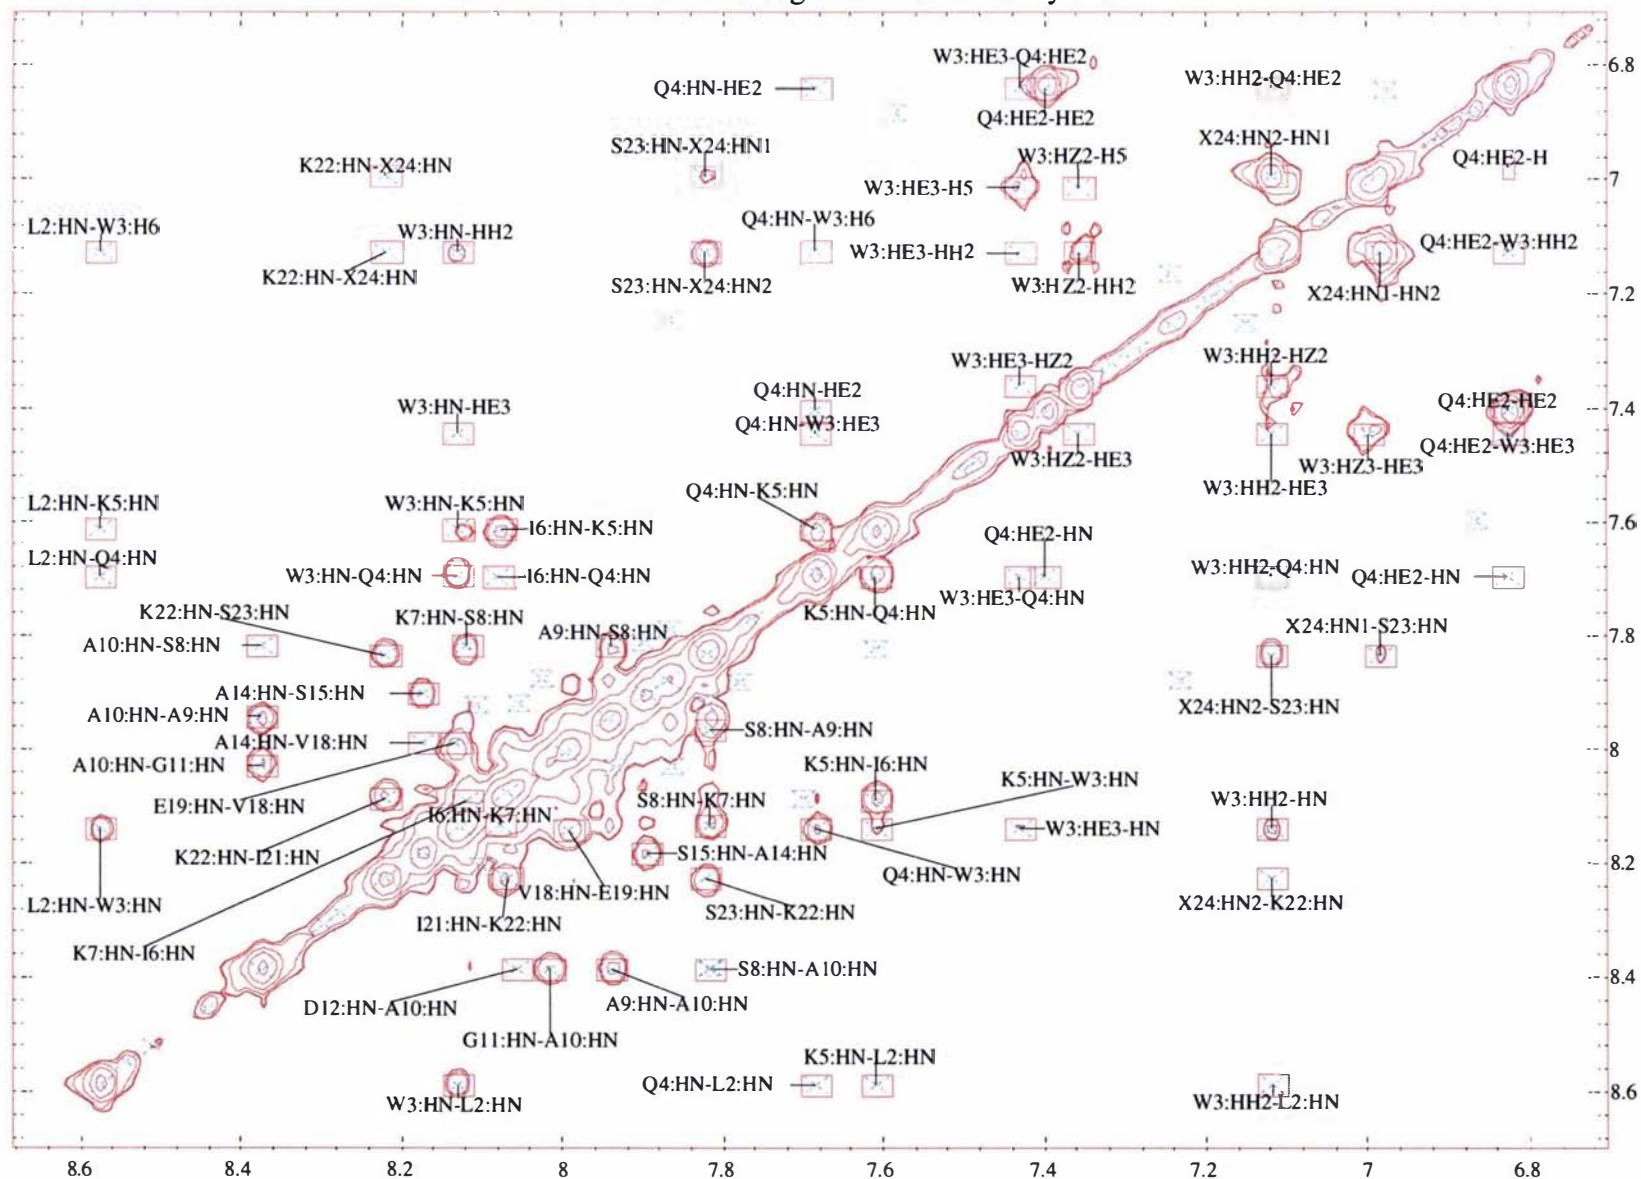 6.8
W3:HE3-Q4:HE2
W3:HH2-Q4:HE2
Q4:HN-HE2
Q4:HE2-HE2
S23:HN-X24:HN1
X24:HN2-HN1
K22:HN-X24:HN
W3:HZ2-H5
Q4:HE2-H
7
W3:HE3-H5
L2:HN-W3:H6
W3:HN-HH2
Q4:HN-W3:H6
W3:HE3-HH2
Q4:HE2-W3:HH2
K22:HN-X24:HN
S23:HN-X24:HN2
W3:HZ2-HH2
X24:HN1-HN2
7.2
W3:HE3-HZ2
W3:HH2-HZ2
W3:HN-HE3
Q4:HN-HE2
Q4:HE2-HE2
7.4
Q4:HN-W3:HE3
Q4:HE2-W3:HE3
W3:HZ2-HE3
W3:HZ3-HE3
W3:HH2-HE3
L2:HN-K5:HN
W3:HN-K5:HN
Q4:HN-K5:HN
I6:HN-K5:HN
7.6
Q4:HE2-HN
L2:HN-Q4:HN
W3:HN-Q4:HN
I6:HN-Q4:HN
W3:HH2-Q4:HN
Q4:HE2-HN
W3:HE3-Q4:HN
K22:HN-S23:HN
K7:HN-S8:HN
K5:HN-Q4:HN
A9:HN-S8:HN
X24:HN1-S23:HN
A10:HN-S8:HN
7.8
A14:HN-S15:HN
X24:HN2-S23:HN
A10:HN-A9:HN
A14:HN-V18:HN
S8:HN-A9:HN
8
A10:HN-G11:HN
K5:HN-I6:HN
K5:HN-W3:HN
E19:HN-V18:HN
S8:HN-K7:HN
W3:HH2-HN
I6:HN-K7:HN
W3:HE3-HN
K22:HN-I21:HN
S15:HN-A14:HN
8.2
Q4:HN-W3:HN
V18:HN-E19:HN
L2:HN-W3:HN
S23:HN-K22:HN
X24:HN2-K22:HN
I21:HN-K22:HN
K7:HN-I6:HN
S8:HN-A10:HN
8.4
D12:HN-A10:HN
A9:HN-A10:HN
G11:HN-A10:HN
K5:HN-L2:HN
Q4:HN-L2:HN
8.6
W3:HN-L2:HN
W3:HH2-L2:HN
8.6 8.4 8.2 8 7.8 7.6 7.4 7.2 7 6.8